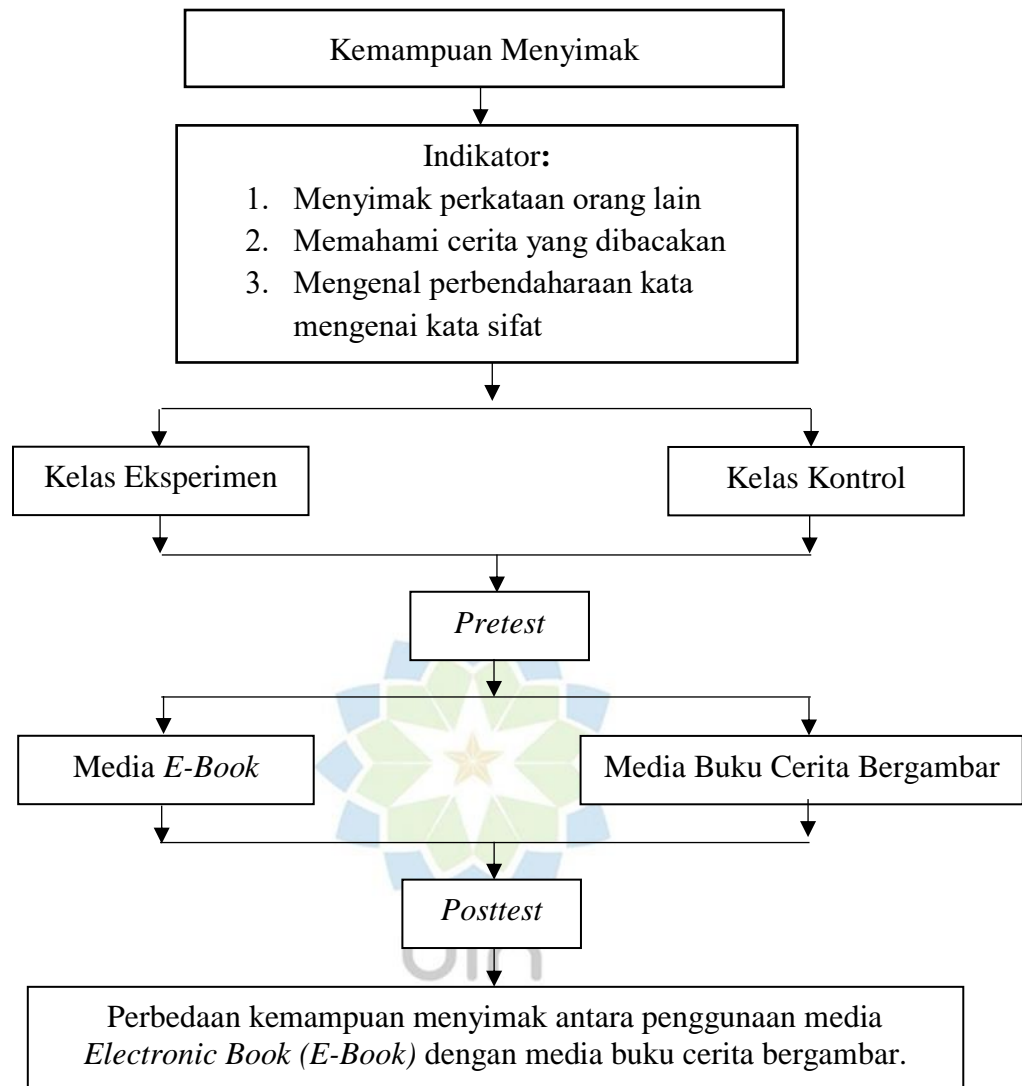 Kemampuan Menyimak
Indikator:
1. Menyimak perkataan orang lain
2. Memahami cerita yang dibacakan
3. Mengenal perbendaharaan kata
mengenai kata sifat
Kelas Eksperimen
Kelas Kontrol
Pretest
Media E-Book
Media Buku Cerita Bergambar
Posttest
uin
Perbedaan kemampuan menyimak antara penggunaan media
Electronic Book (E-Book) dengan media buku cerita bergambar.